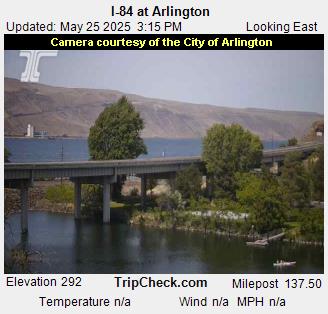 I-84 at Arlington
Updated: May 25 2025 3:15 PM Looking East
Camera courtesy of the City of Arlington
Elevation 292 TripCheck.com Milepost 137.50
Temperature n/a Wind n/a MPH n/a